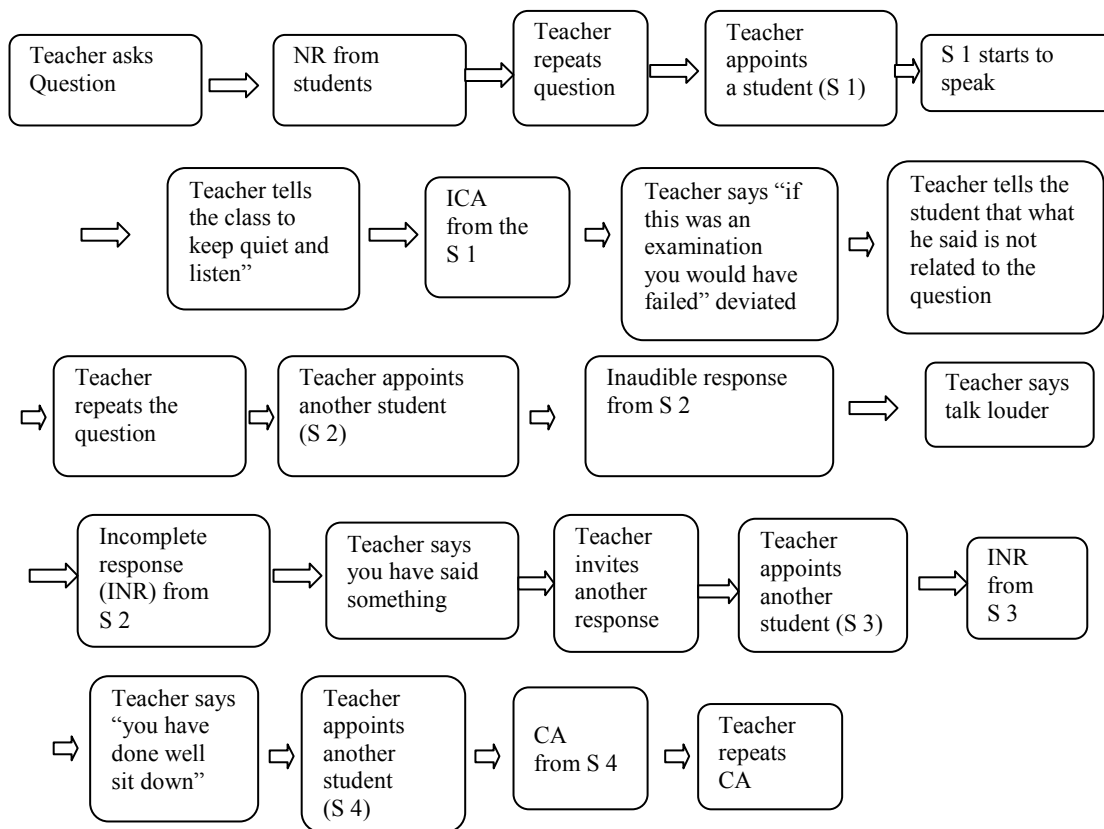 Teacher asks
Question
NR from
students
Teacher
repeats
question
Teacher
appoints
a student (S 1)
S 1 starts to
speak
Teacher tells
the class to
keep quiet and
listen”
ICA
from the
S 1
Teacher says “if
this was an
examination
you would have
failed” deviated
Teacher tells the
student that what
he said is not
related to the
question
Teacher
repeats the
question
Teacher appoints
another student
(S 2)
Inaudible response
from S 2
Teacher says
talk louder
Incomplete
response
(INR) from
S 2
Teacher says
you have said
something
Teacher
invites
another
response
Teacher
appoints
another
student (S 3)
INR
from
S 3
Teacher says
“you have
done well
sit down”
Teacher
appoints
another
student
(S 4)
CA
from S 4
Teacher
repeats
CA